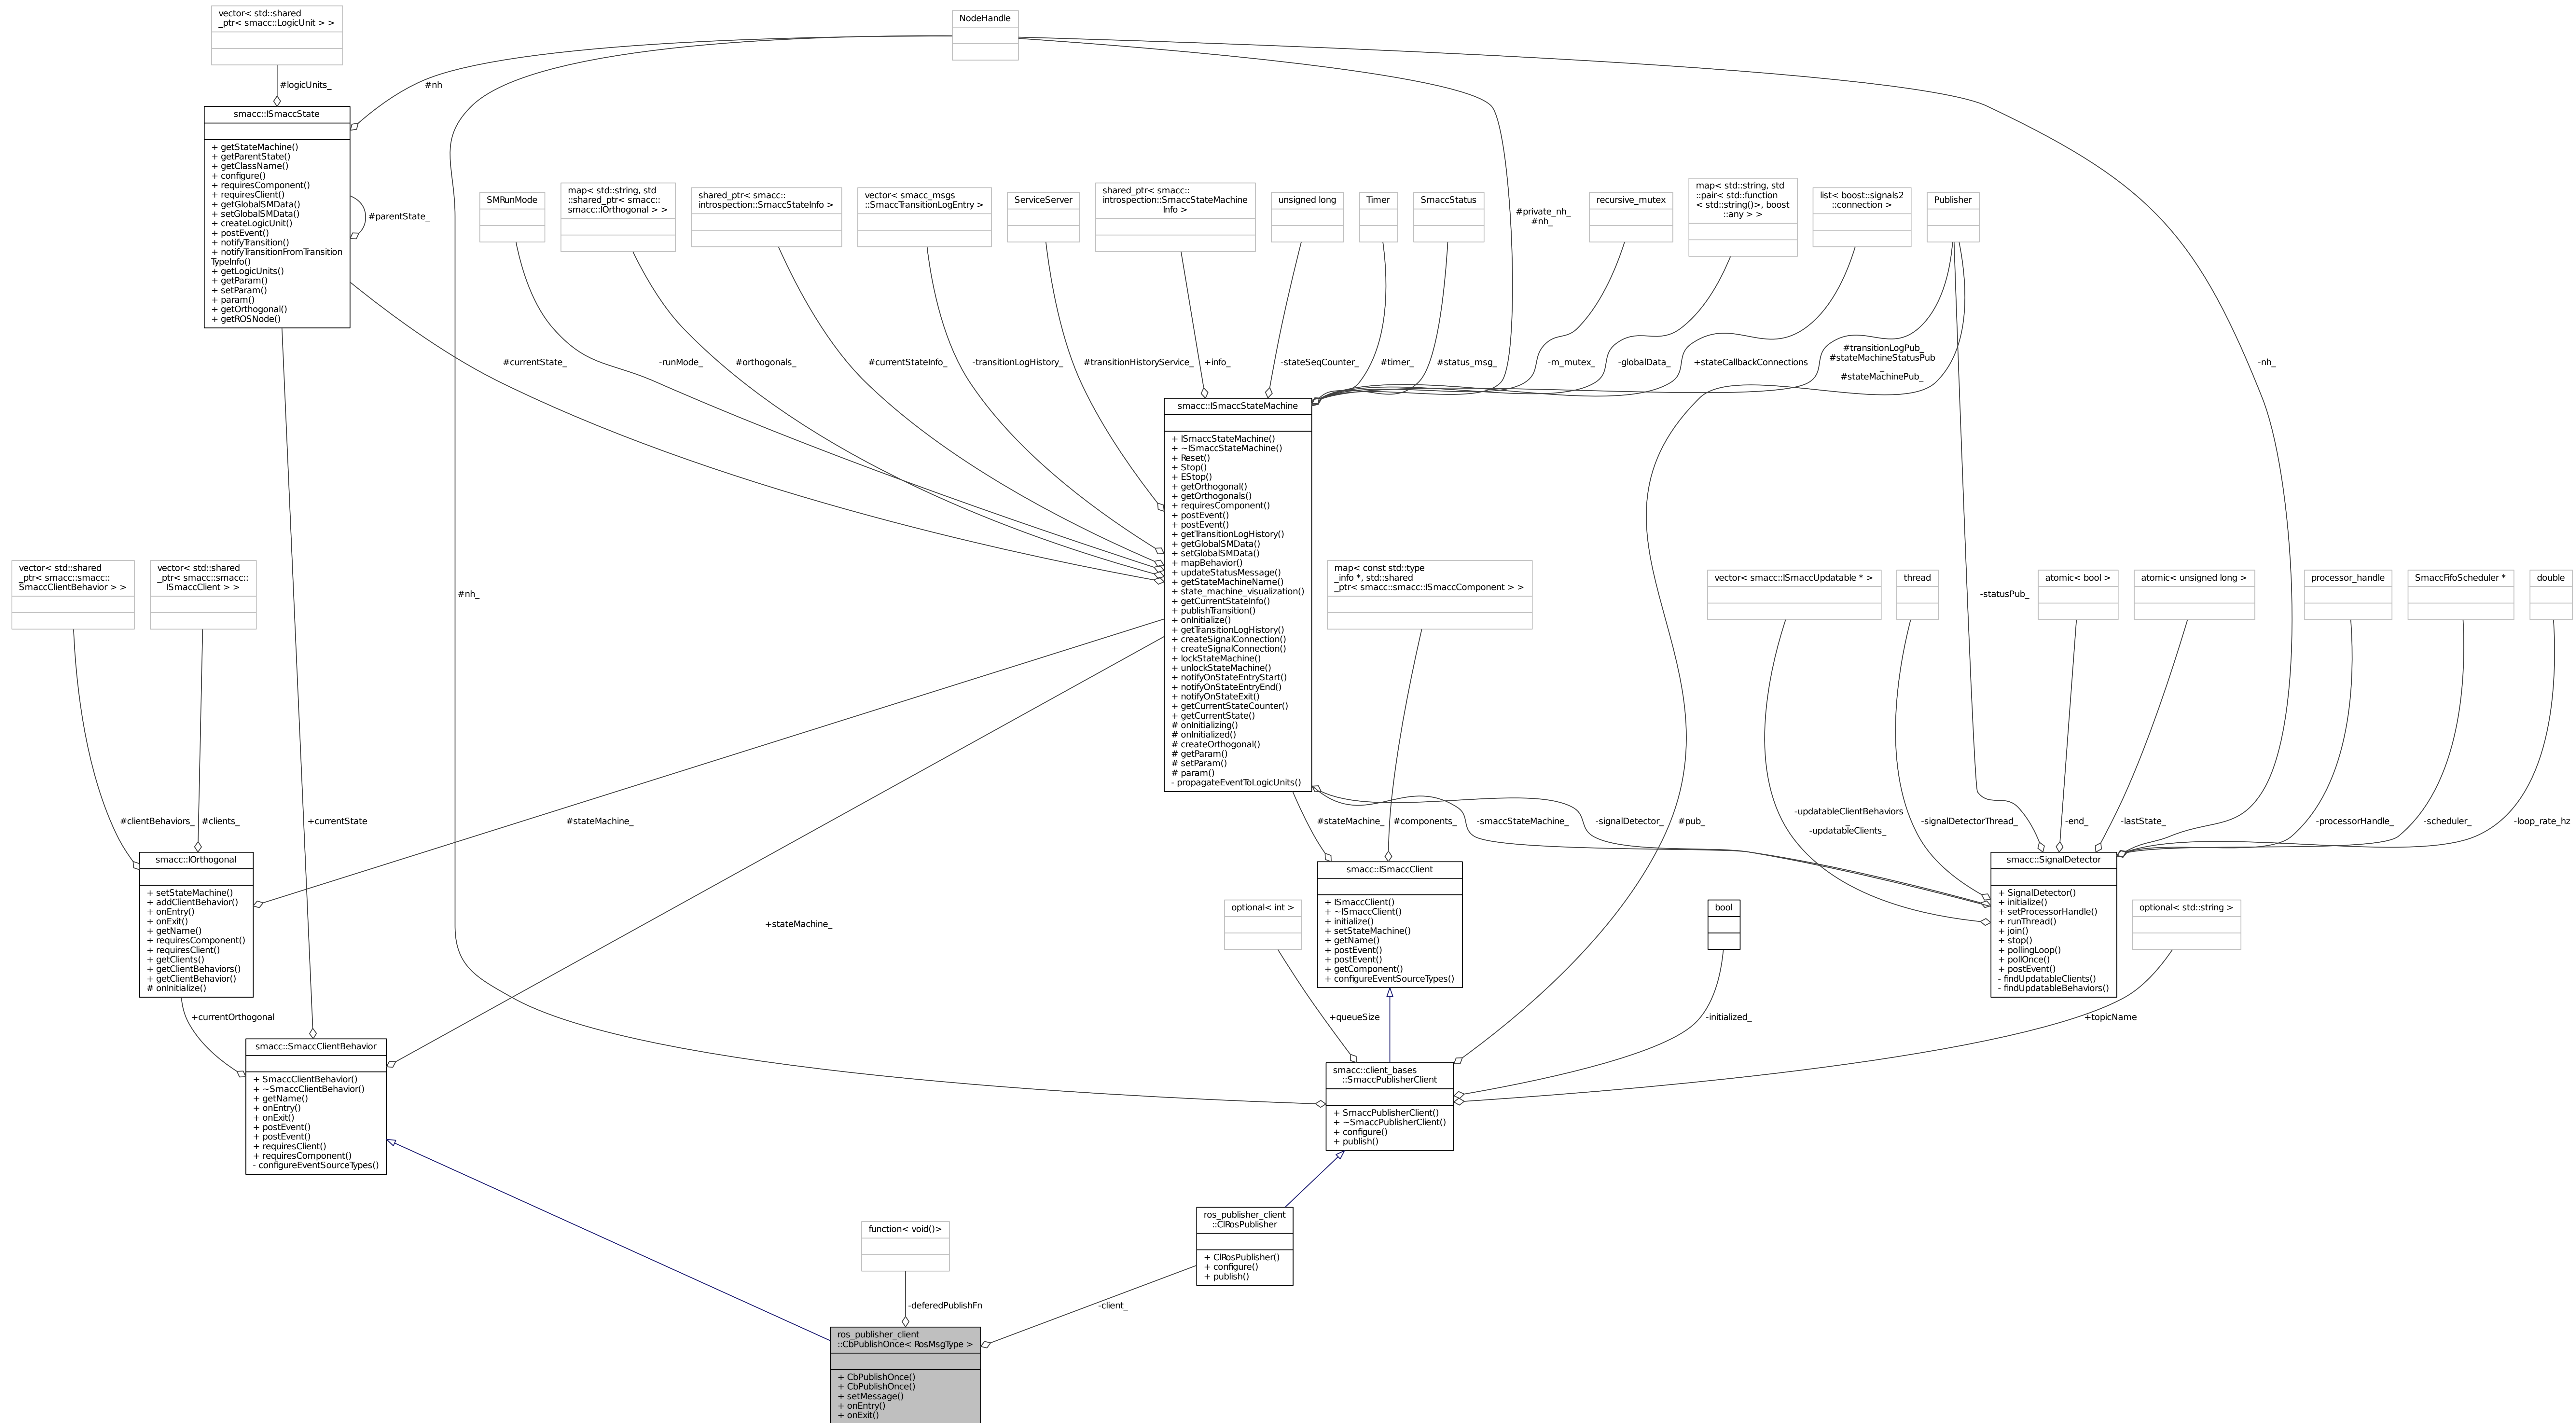 vector< std::shared
_ptr< smacc::LogicUnit > >
NodeHandle
#logicUnits_
#nh
smacc::ISmaccState
+ getStateMachine()
+ getParentState()
+ getClassName()
+ configure()
+ requiresComponent()
+ requiresClient()
+ getGlobalSMData()
+ setGlobalSMData()
+ createLogicUnit()
+ postEvent()
+ notifyTransition()
+ notifyTransitionFromTransition
TypeInfo()
+ getLogicUnits()
+ getParam()
+ setParam()
+ param()
+ getOrthogonal()
+ getROSNode()
#parentState_
SMRunMode
map< std::string, std
::shared_ptr< smacc::
smacc::IOrthogonal > >
shared_ptr< smacc::
introspection::SmaccStateInfo >
vector< smacc_msgs
::SmaccTransitionLogEntry >
ServiceServer
shared_ptr< smacc::
introspection::SmaccStateMachine
Info >
unsigned long
Timer
SmaccStatus
#private_nh_
#nh_
recursive_mutex
map< std::string, std
::pair< std::function
< std::string()>, boost
::any > >
list< boost::signals2
::connection >
Publisher
#currentState_
-runMode_
#orthogonals_
#currentStateInfo_
-transitionLogHistory_
#transitionHistoryService_
+info_
-stateSeqCounter_
#timer_
#status_msg_
-m_mutex_
-globalData_
+stateCallbackConnections
#transitionLogPub_
#stateMachineStatusPub
_
#stateMachinePub_
-nh_
smacc::ISmaccStateMachine
+ ISmaccStateMachine()
+ ~ISmaccStateMachine()
+ Reset()
+ Stop()
+ EStop()
+ getOrthogonal()
+ getOrthogonals()
+ requiresComponent()
+ postEvent()
+ postEvent()
+ getTransitionLogHistory()
+ getGlobalSMData()
+ setGlobalSMData()
+ mapBehavior()
+ updateStatusMessage()
+ getStateMachineName()
+ state_machine_visualization()
+ getCurrentStateInfo()
+ publishTransition()
+ onInitialize()
+ getTransitionLogHistory()
+ createSignalConnection()
+ createSignalConnection()
+ lockStateMachine()
+ unlockStateMachine()
+ notifyOnStateEntryStart()
+ notifyOnStateEntryEnd()
+ notifyOnStateExit()
+ getCurrentStateCounter()
+ getCurrentState()
# onInitializing()
# onInitialized()
# createOrthogonal()
# getParam()
# setParam()
# param()
- propagateEventToLogicUnits()
vector< std::shared
_ptr< smacc::smacc::
SmaccClientBehavior > >
vector< std::shared
_ptr< smacc::smacc::
ISmaccClient > >
#nh_
map< const std::type
_info *, std::shared
_ptr< smacc::smacc::ISmaccComponent > >
vector< smacc::ISmaccUpdatable * >
thread
-statusPub_
atomic< bool >
atomic< unsigned long >
processor_handle
SmaccFifoScheduler *
double
#clientBehaviors_
#clients_
+currentState
#stateMachine_
#stateMachine_
#components_
-smaccStateMachine_
-signalDetector_
#pub_
-updatableClientBehaviors
_
-updatableClients_
-signalDetectorThread_
-end_
-lastState_
-processorHandle_
-scheduler_
-loop_rate_hz
smacc::IOrthogonal
+ setStateMachine()
+ addClientBehavior()
+ onEntry()
+ onExit()
+ getName()
+ requiresComponent()
+ requiresClient()
+ getClients()
+ getClientBehaviors()
+ getClientBehavior()
# onInitialize()
+stateMachine_
optional< int >
smacc::ISmaccClient
+ ISmaccClient()
+ ~ISmaccClient()
+ initialize()
+ setStateMachine()
+ getName()
+ postEvent()
+ postEvent()
+ getComponent()
+ configureEventSourceTypes()
bool
smacc::SignalDetector
+ SignalDetector()
+ initialize()
+ setProcessorHandle()
+ runThread()
+ join()
+ stop()
+ pollingLoop()
+ pollOnce()
+ postEvent()
- findUpdatableClients()
- findUpdatableBehaviors()
optional< std::string >
+currentOrthogonal
+queueSize
-initialized_
+topicName
smacc::SmaccClientBehavior
+ SmaccClientBehavior()
+ ~SmaccClientBehavior()
+ getName()
+ onEntry()
+ onExit()
+ postEvent()
+ postEvent()
+ requiresClient()
+ requiresComponent()
- configureEventSourceTypes()
smacc::client_bases
::SmaccPublisherClient
+ SmaccPublisherClient()
+ ~SmaccPublisherClient()
+ configure()
+ publish()
function< void()>
ros_publisher_client
::ClRosPublisher
+ ClRosPublisher()
+ configure()
+ publish()
-deferedPublishFn
-client_
ros_publisher_client
::CbPublishOnce< RosMsgType >
+ CbPublishOnce()
+ CbPublishOnce()
+ setMessage()
+ onEntry()
+ onExit()